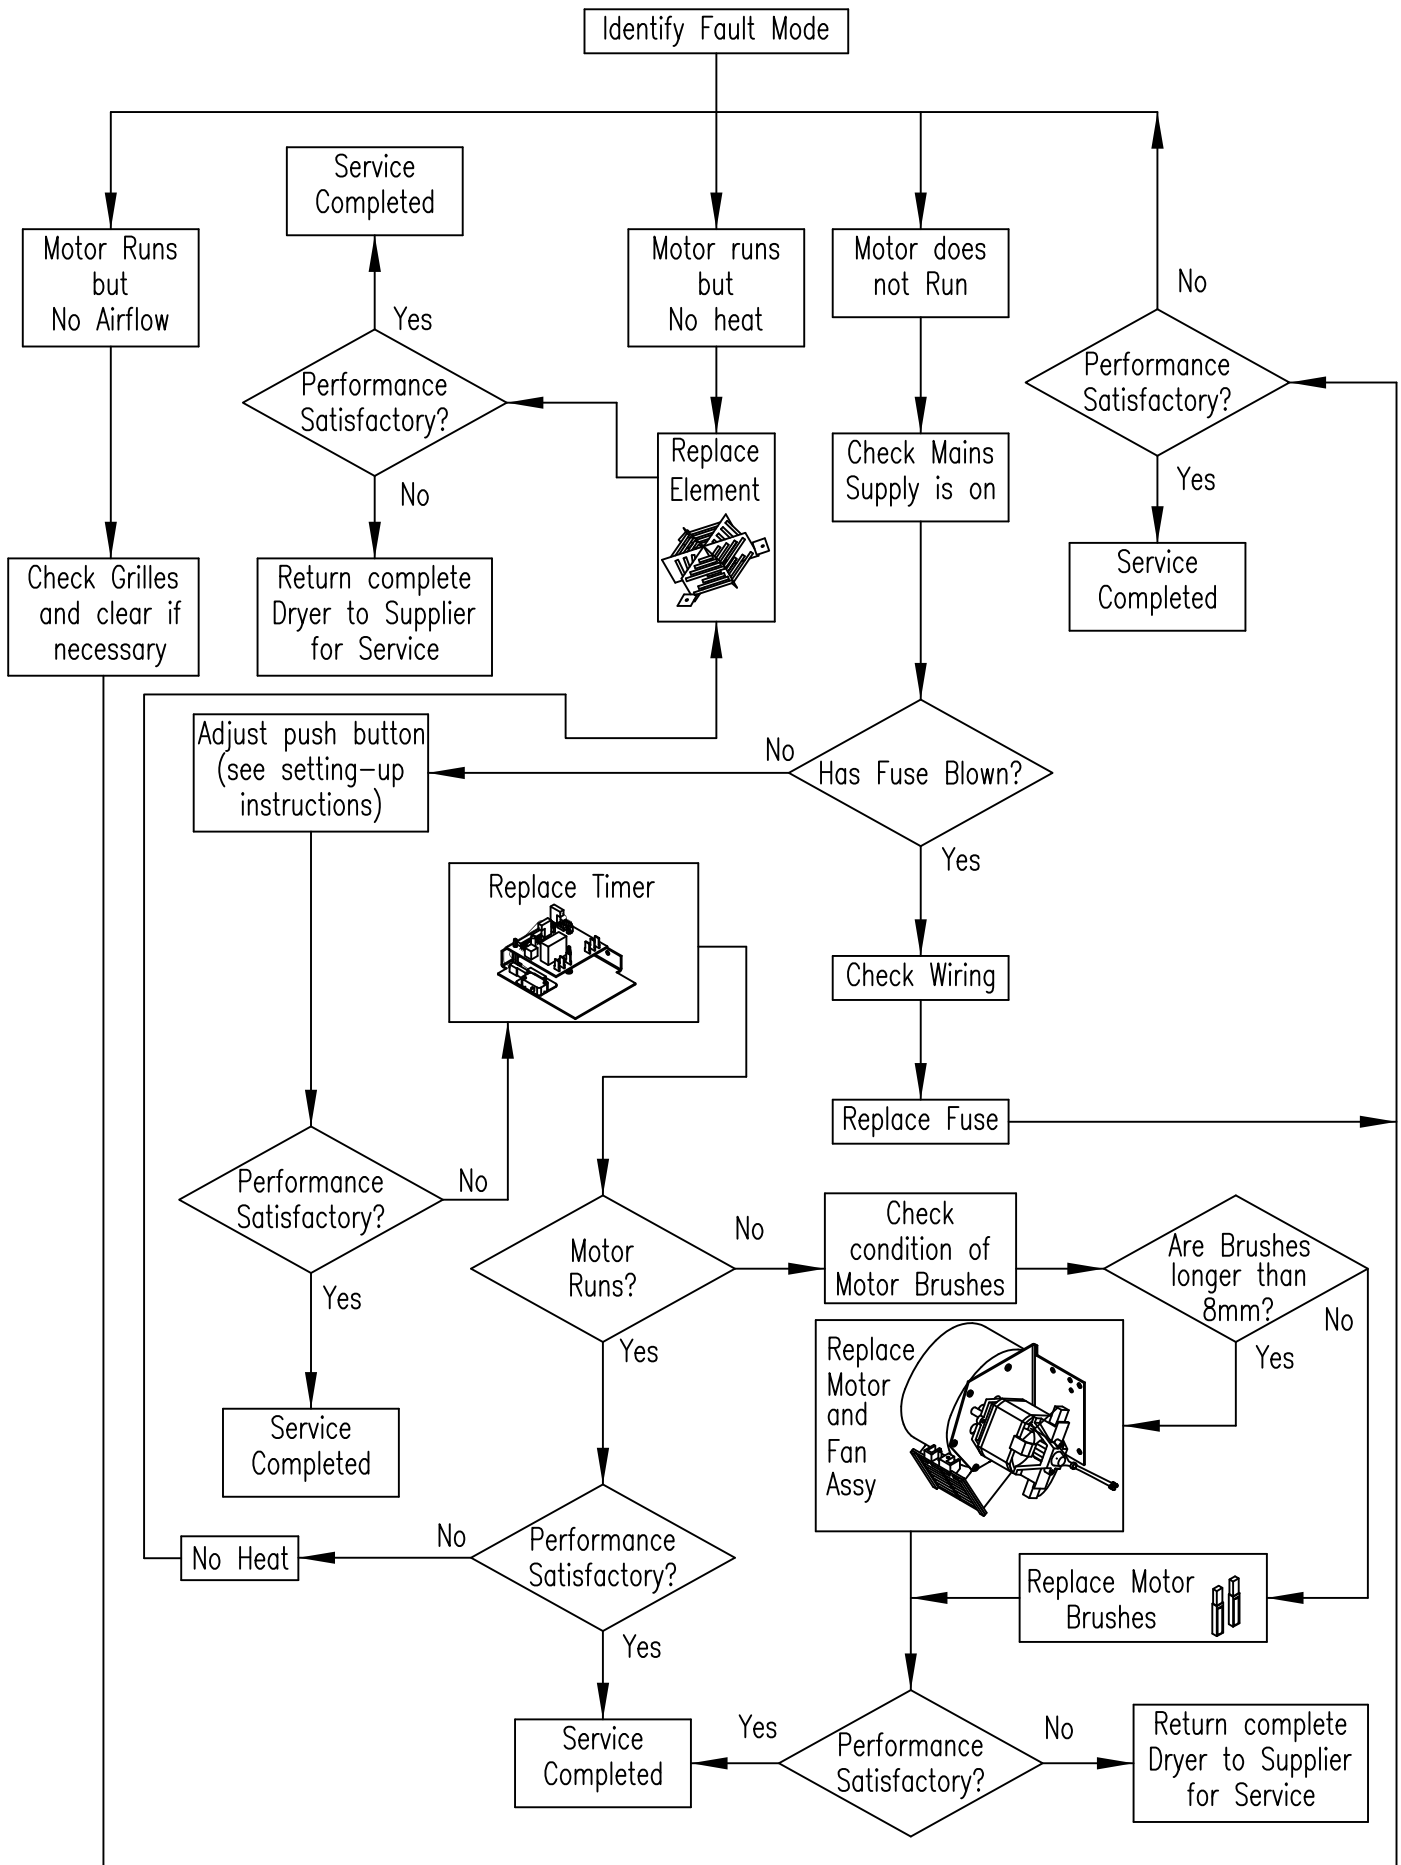 Identify Fault Mode
Service
Completed
Motor Runs
but
No Airflow
Motor runs
but
No heat
Motor does
not Run
No
Yes
Performance
Satisfactory?
Performance
Satisfactory?
Replace
Element
Check Mains
Supply is on
No
Yes
Check Grilles
and clear if
necessary
Return complete
Dryer to Supplier
for Service
Service
Completed
Adjust push button
(see setting-up
instructions)
No
Has Fuse Blown?
Yes
Replace Timer
Check Wiring
Replace Fuse
Performance
Satisfactory?
No
Yes
Motor
Runs?
No
Check
condition of
Motor Brushes
Are Brushes
longer than
8mm?
No
Yes
Yes
Replace
Motor
and
Fan
Assy
Service
Completed
No Heat
No
Performance
Satisfactory?
Replace Motor
Brushes
Yes
Service
Completed
Yes
Performance
Satisfactory?
No
Return complete
Dryer to Supplier
for Service